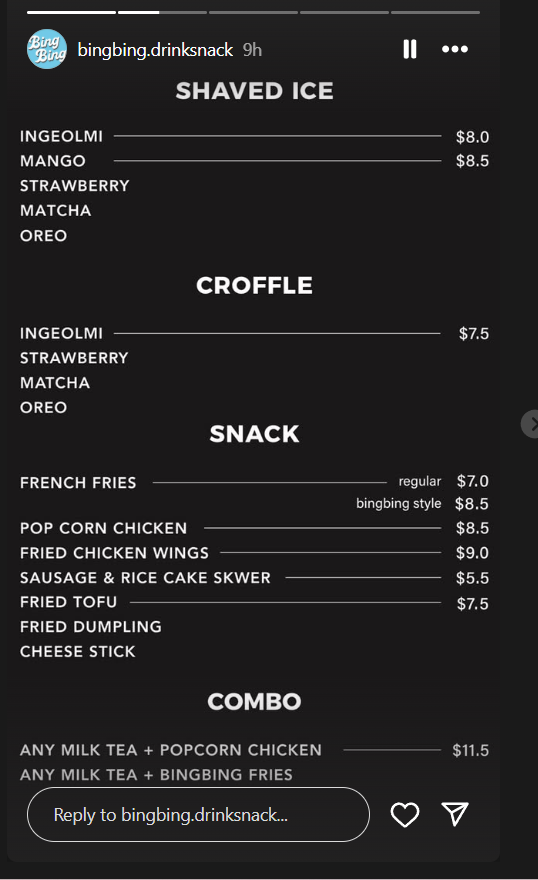 Bing
Bing
bingbing.drinksnack 9h
SHAVED ICE
INGEOLMI $8.0
MANGO $8.5
STRAWBERRY
MATCHA
OREO
CROFFLE
INGEOLMI $7.5
STRAWBERRY
MATCHA
OREO
SNACK
FRENCH FRIES regular $7.0
bingbing style $8.5
POP CORN CHICKEN $8.5
FRIED CHICKEN WINGS $9.0
SAUSAGE & RICE CAKE SKWER $5.5
FRIED TOFU $7.5
FRIED DUMPLING
CHEESE STICK
COMBO
ANY MILK TEA + POPCORN CHICKEN $11.5
ANY MILK TEA + BINGBING FRIES
Reply to bingbing.drinksnack...